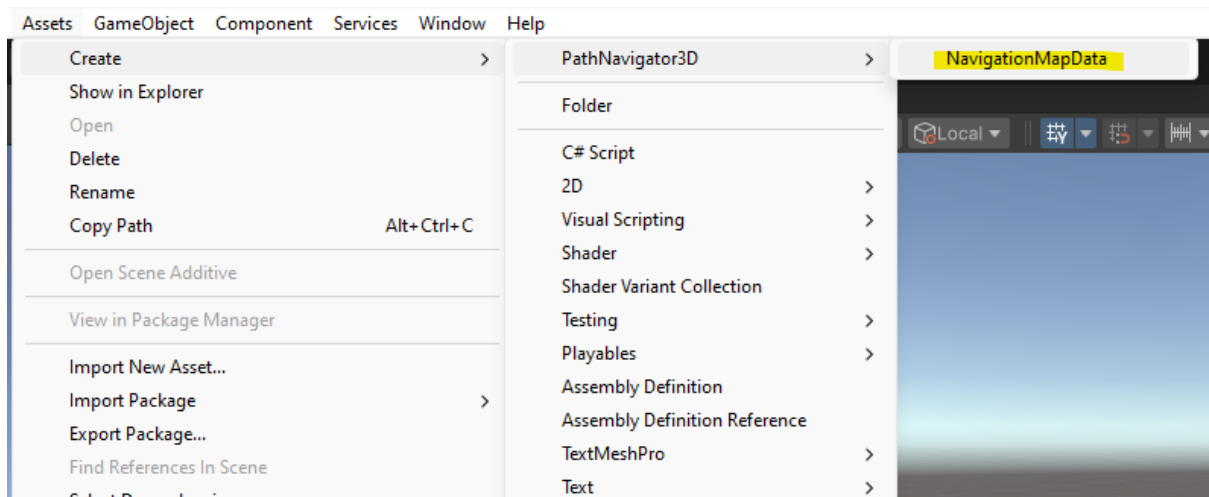 Assets GameObject Component Services Window Help
Create
Show in Explorer
Open
Delete
Rename
Copy Path Alt+Ctrl+C
Open Scene Additive
View in Package Manager
Import New Asset...
Import Package
Export Package...
Find References In Scene
PathNavigator3D
Folder
C# Script
2D
Visual Scripting
Shader
Shader Variant Collection
Testing
Playables
Assembly Definition
Assembly Definition Reference
TextMeshPro
Text
NavigationMapData
Local